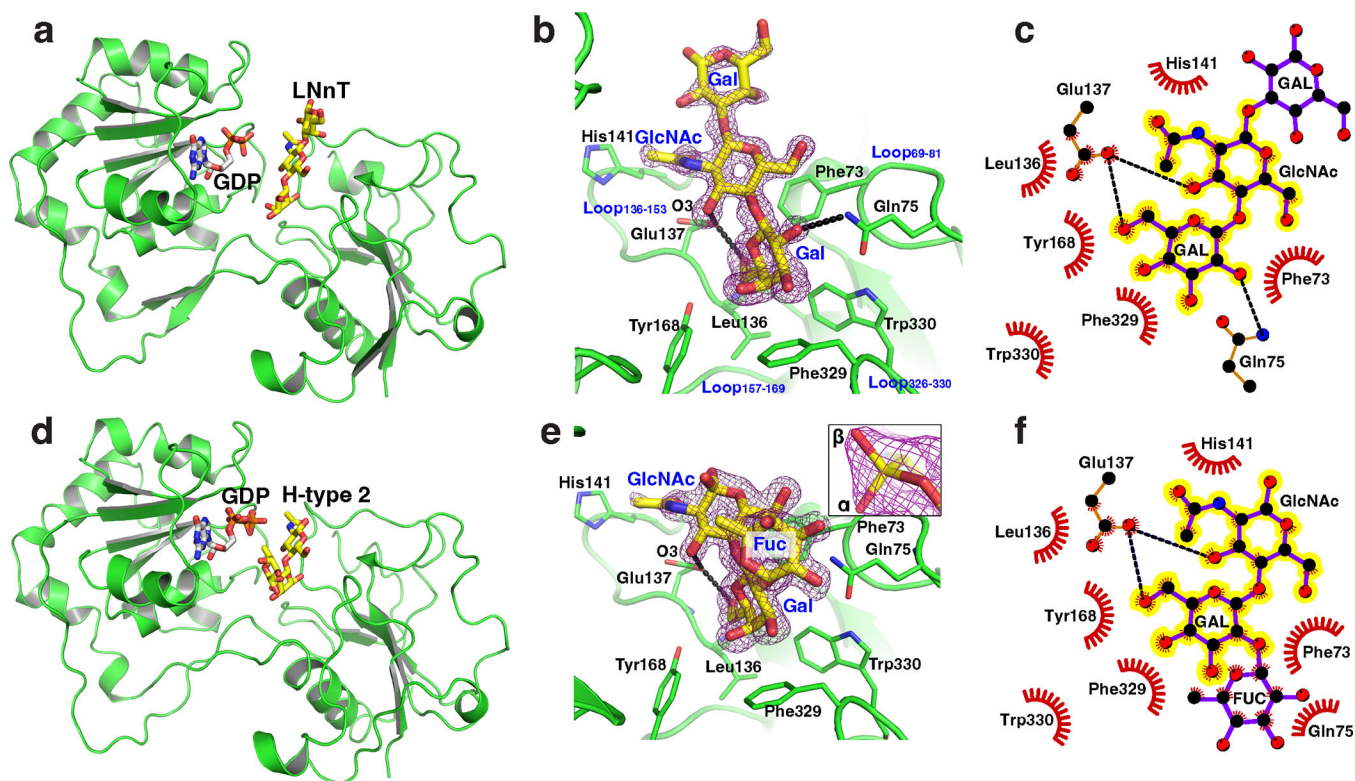 a
LNnT
GDP
b
Gal
His141
GlcNAc
Loop69-81
Phe73
Loop136-153
O3
Gln75
Glu137
Gal
Tyr168
Leu136
Trp330
Phe329
Loop157-169
Loop326-330
c
His141
Glu137
GAL
Leu136
GlcNAc
Tyr168
GAL
Phe73
Phe329
Trp330
Gln75
d
GDP
H-type 2
e
β
α
GlcNAc
His141
Phe73
Fuc
O3
Gln75
Glu137
Gal
Tyr168
Leu136
Trp330
Phe329
f
His141
Glu137
GlcNAc
Leu136
Tyr168
GAL
Phe73
Phe329
FUC
Trp330
Gln75